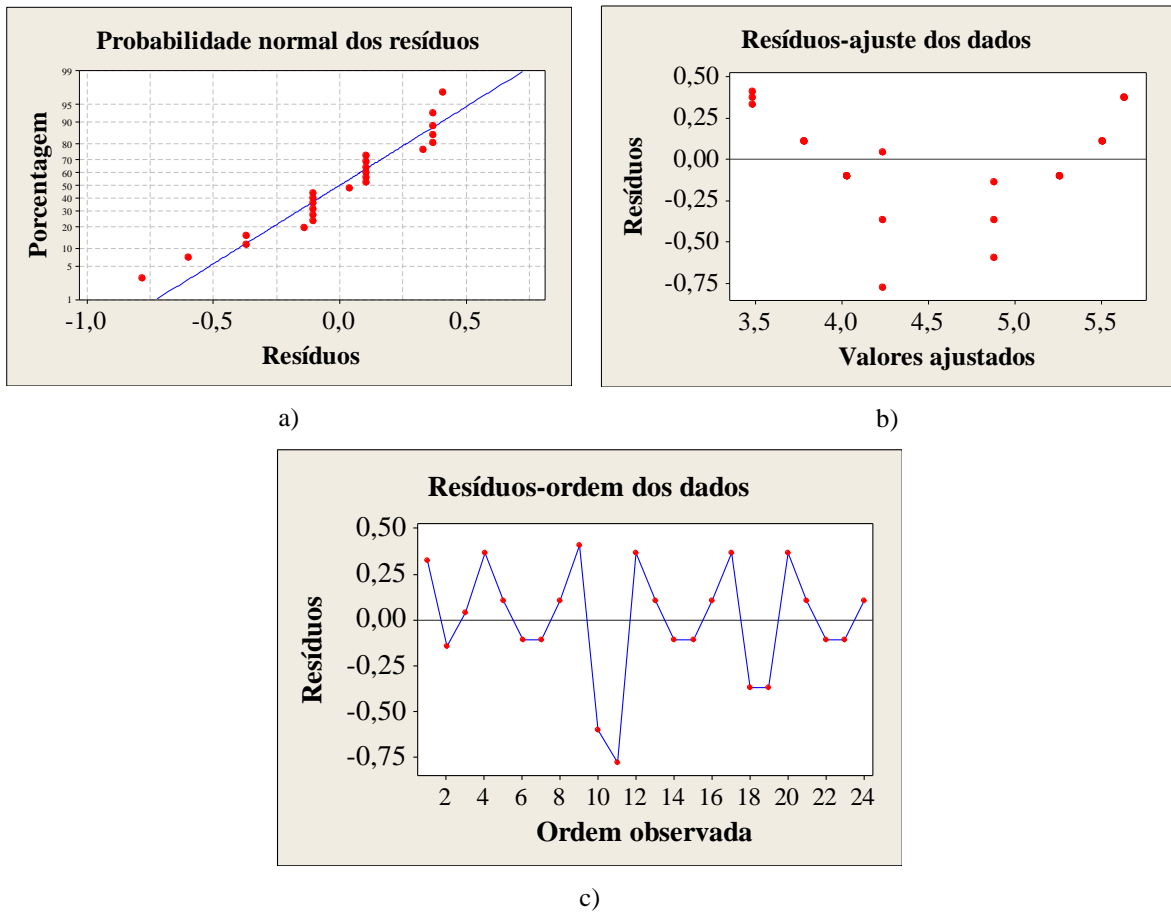 Probabilidade normal dos resíduos
Porcentagem
99
95
90
80
70
60
50
40
30
20
10
5
1
-1,0 -0,5 0,0 0,5
Resíduos
a)
Resíduos-ajuste dos dados
Resíduos
0,50
0,25
0,00
-0,25
-0,50
-0,75
3,5 4,0 4,5 5,0 5,5
Valores ajustados
b)
Resíduos-ordem dos dados
Resíduos
0,50
0,25
0,00
-0,25
-0,50
-0,75
2 4 6 8 10 12 14 16 18 20 22 24
Ordem observada
c)